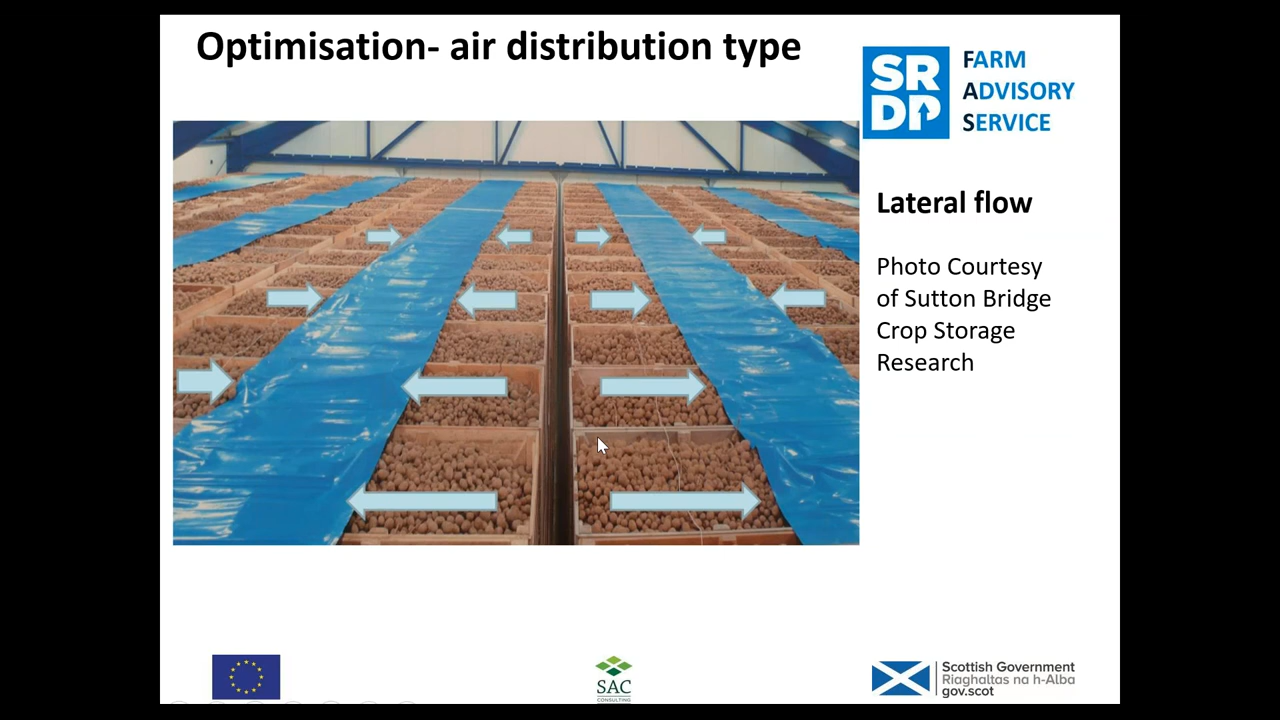 Optimisation- air distribution type
SR
DP
FARM
ADVISORY
SERVICE
Lateral flow
Photo Courtesy
of Sutton Bridge
Crop Storage
Research
SAC
CONSULTING
Scottish Government
Riaghaltas na h-Alba
gov.scot